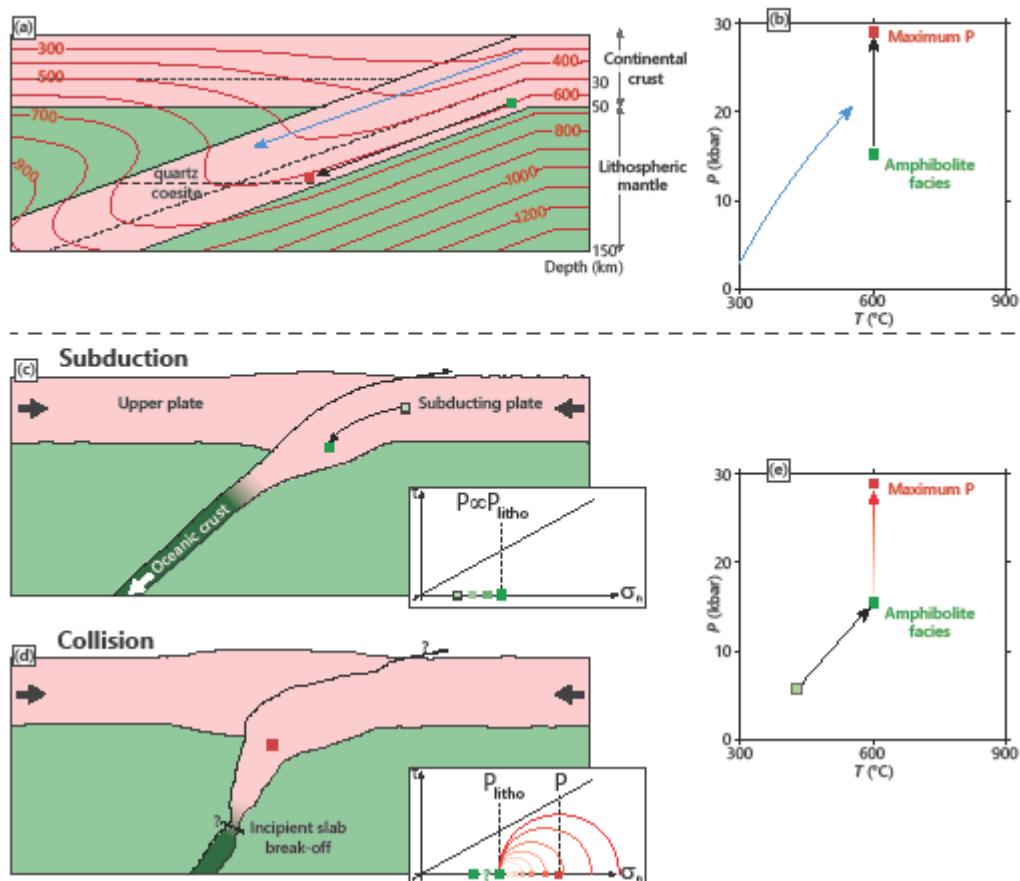 (a)
300
500
700
900
quartz
coesite
400
600
800
1000
1200
Continental
crust
30
50
Lithospheric
mantle
150
Depth (km)
(b)
30
20
10
0
P (kbar)
Maximum P
Amphibolite
facies
300
600
900
T (°C)
Subduction
(c)
Upper plate
Subducting plate
Oceanic crust
τ
P∝P litho
σn
Collision
(d)
?
?
Incipient slab
break-off
τ
P litho
P
?
σn
(e)
30
20
10
0
P (kbar)
Maximum P
Amphibolite
facies
300
600
900
T (°C)